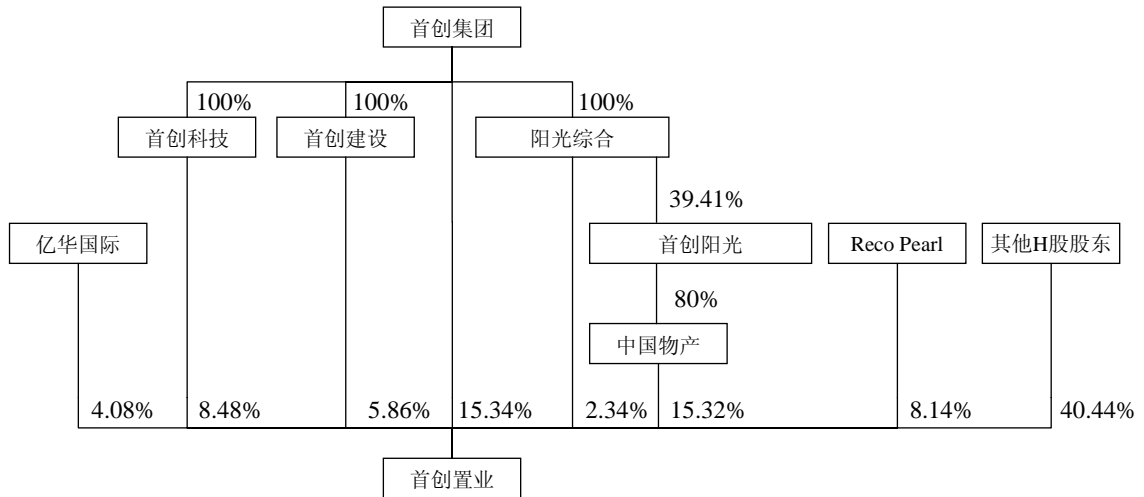 首创集团
100%
100%
100%
首创科技
首创建设
阳光综合
39.41%
亿华国际
首创阳光
Reco Pearl
其他H股股东
80%
中国物产
4.08%
8.48%
5.86%
15.34%
2.34%
15.32%
8.14%
40.44%
首创置业